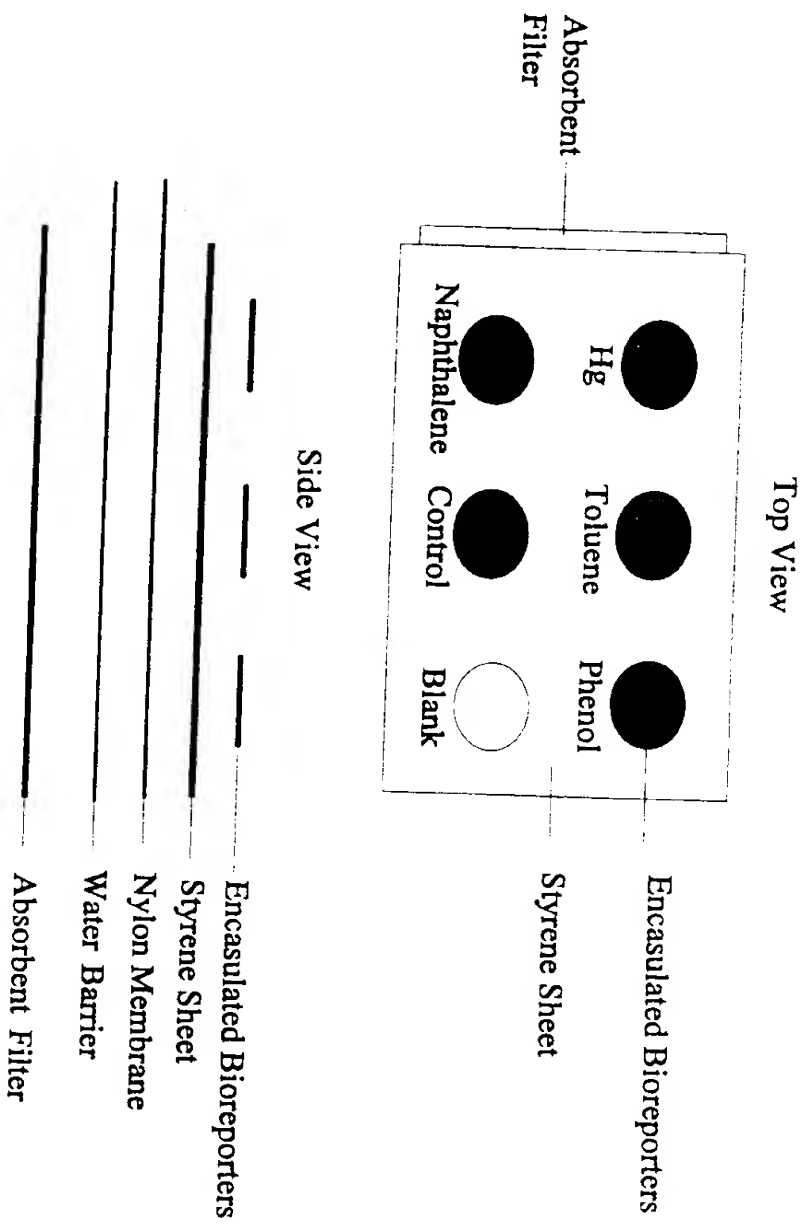 Top View
Absorbent
Filter
Hg
Toluene
Phenol
Naphthalene
Control
Blank
Encasulated Bioreporters
Styrene Sheet
Side View
Encasulated Bioreporters
Styrene Sheet
Nylon Membrane
Water Barrier
Absorbent Filter